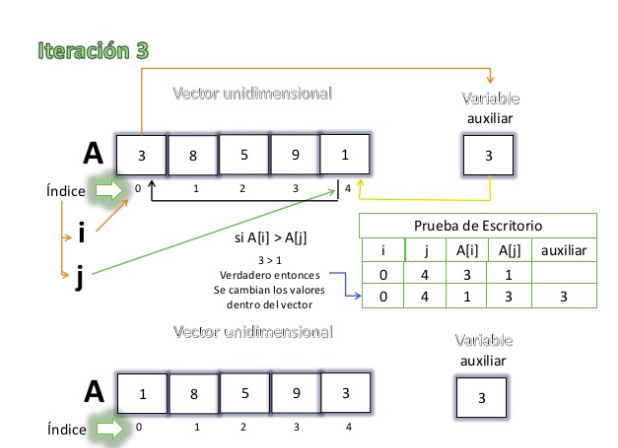 Iteración 3
Vector unidimensional
Variable
auxiliar
A 3 8 5 9 1 3
Índice 0 1 2 3 4
i
j
si A[i] > A[j]
3 > 1
Verdadero entonces
Se cambian los valores
dentro del vector
Prueba de Escritorio
i j A[i] A[j] auxiliar
0 4 3 1
0 4 1 3 3
Vector unidimensional
Variable
auxiliar
A 1 8 5 9 3 3
Índice 0 1 2 3 4